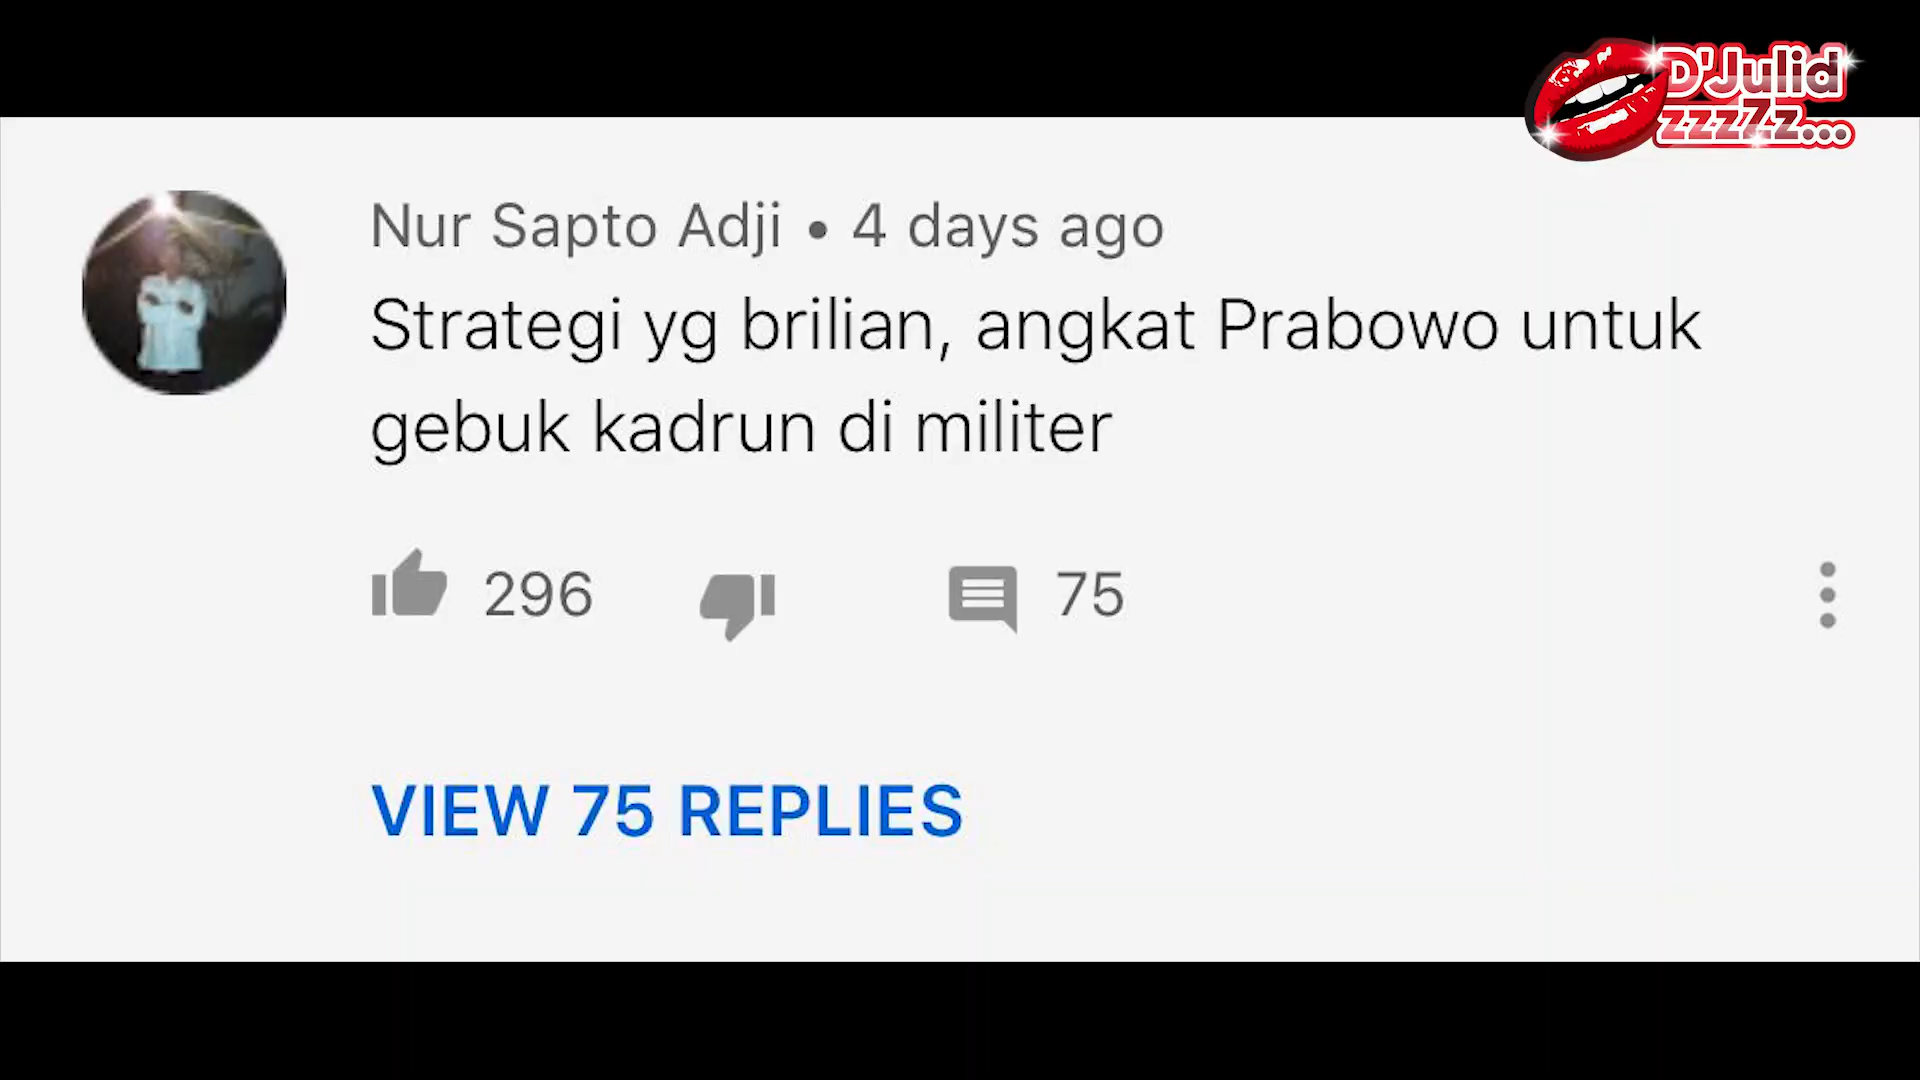 D'Julid
zzzZz...
Nur Sapto Adji • 4 days ago
Strategi yg brilian, angkat Prabowo untuk
gebuk kadrun di militer
296 75
VIEW 75 REPLIES